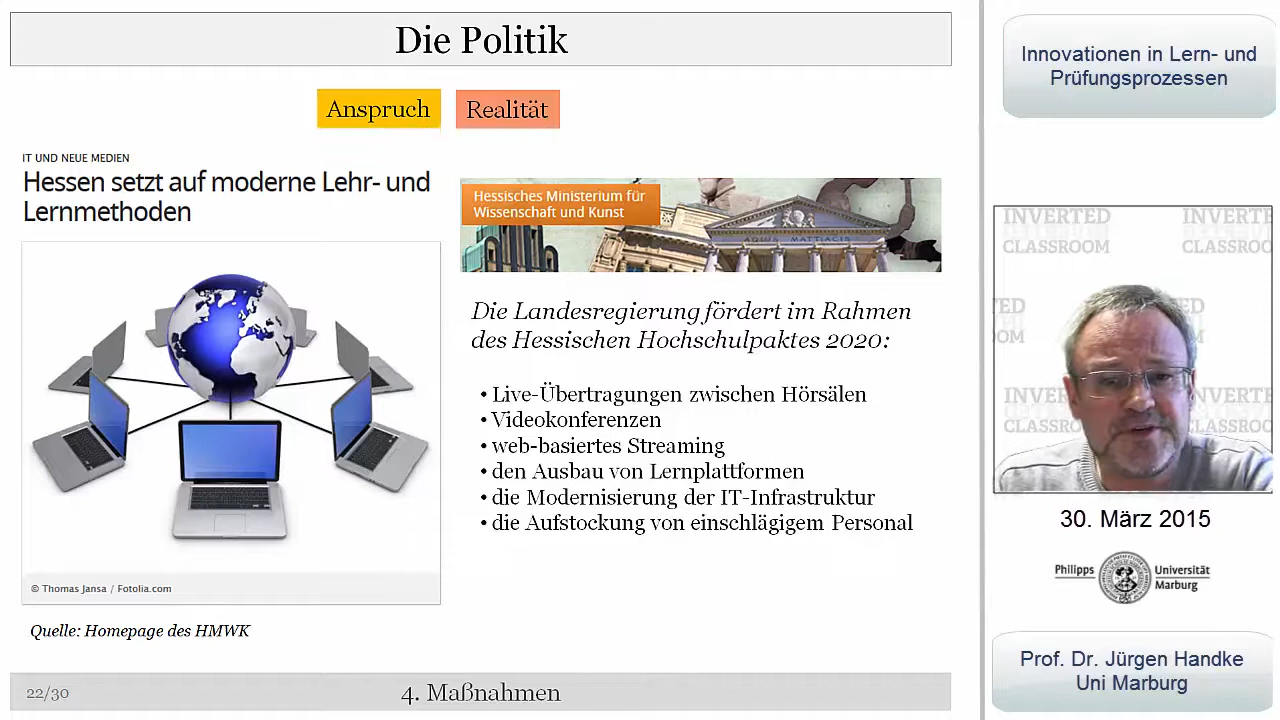 Die Politik
Anspruch
Realität
IT UND NEUE MEDIEN
Hessen setzt auf moderne Lehr- und
Lernmethoden
© Thomas Jansa / Fotolia.com
Quelle: Homepage des HMWK
Hessisches Ministerium für
Wissenschaft und Kunst
AQUIS MATTIACIS
Die Landesregierung fördert im Rahmen
des Hessischen Hochschulpaktes 2020:
• Live-Übertragungen zwischen Hörsälen
• Videokonferenzen
• web-basiertes Streaming
• den Ausbau von Lernplattformen
• die Modernisierung der IT-Infrastruktur
• die Aufstockung von einschlägigem Personal
22/30
4. Maßnahmen
Innovationen in Lern- und
Prüfungsprozessen
INVERTED INVERTED
CLASSROOM CLASSROOM
30. März 2015
Philipps Universität
Marburg
Prof. Dr. Jürgen Handke
Uni Marburg